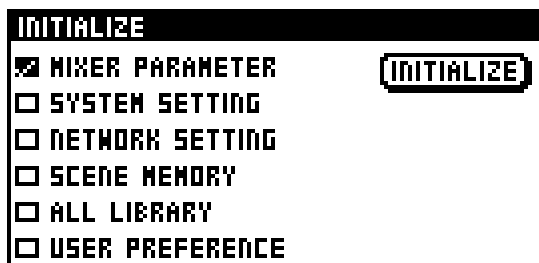 INITIALIZE
MIXER PARAMETER
INITIALIZE
SYSTEM SETTING
NETWORK SETTING
SCENE MEMORY
ALL LIBRARY
USER PREFERENCE